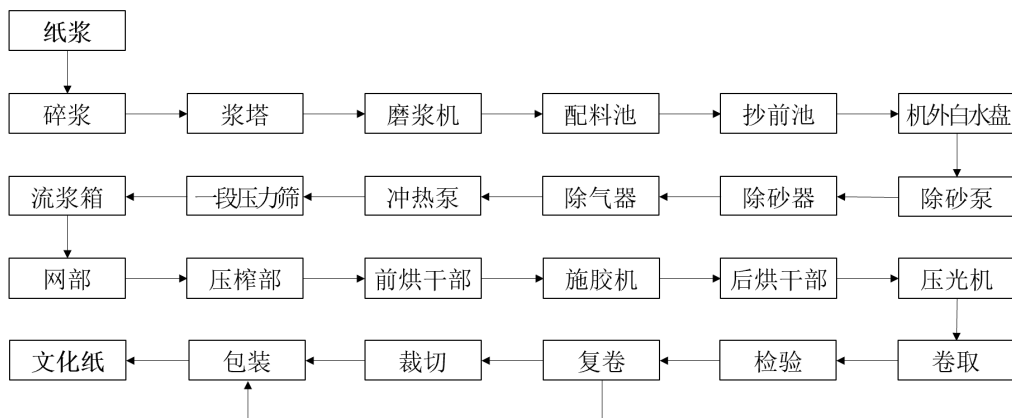 纸浆
碎浆
浆塔
磨浆机
配料池
抄前池
机外白水盘
流浆箱
一段压力筛
冲热泵
除气器
除砂器
除砂泵
网部
压榨部
前烘干部
施胶机
后烘干部
压光机
文化纸
包装
裁切
复卷
检验
卷取